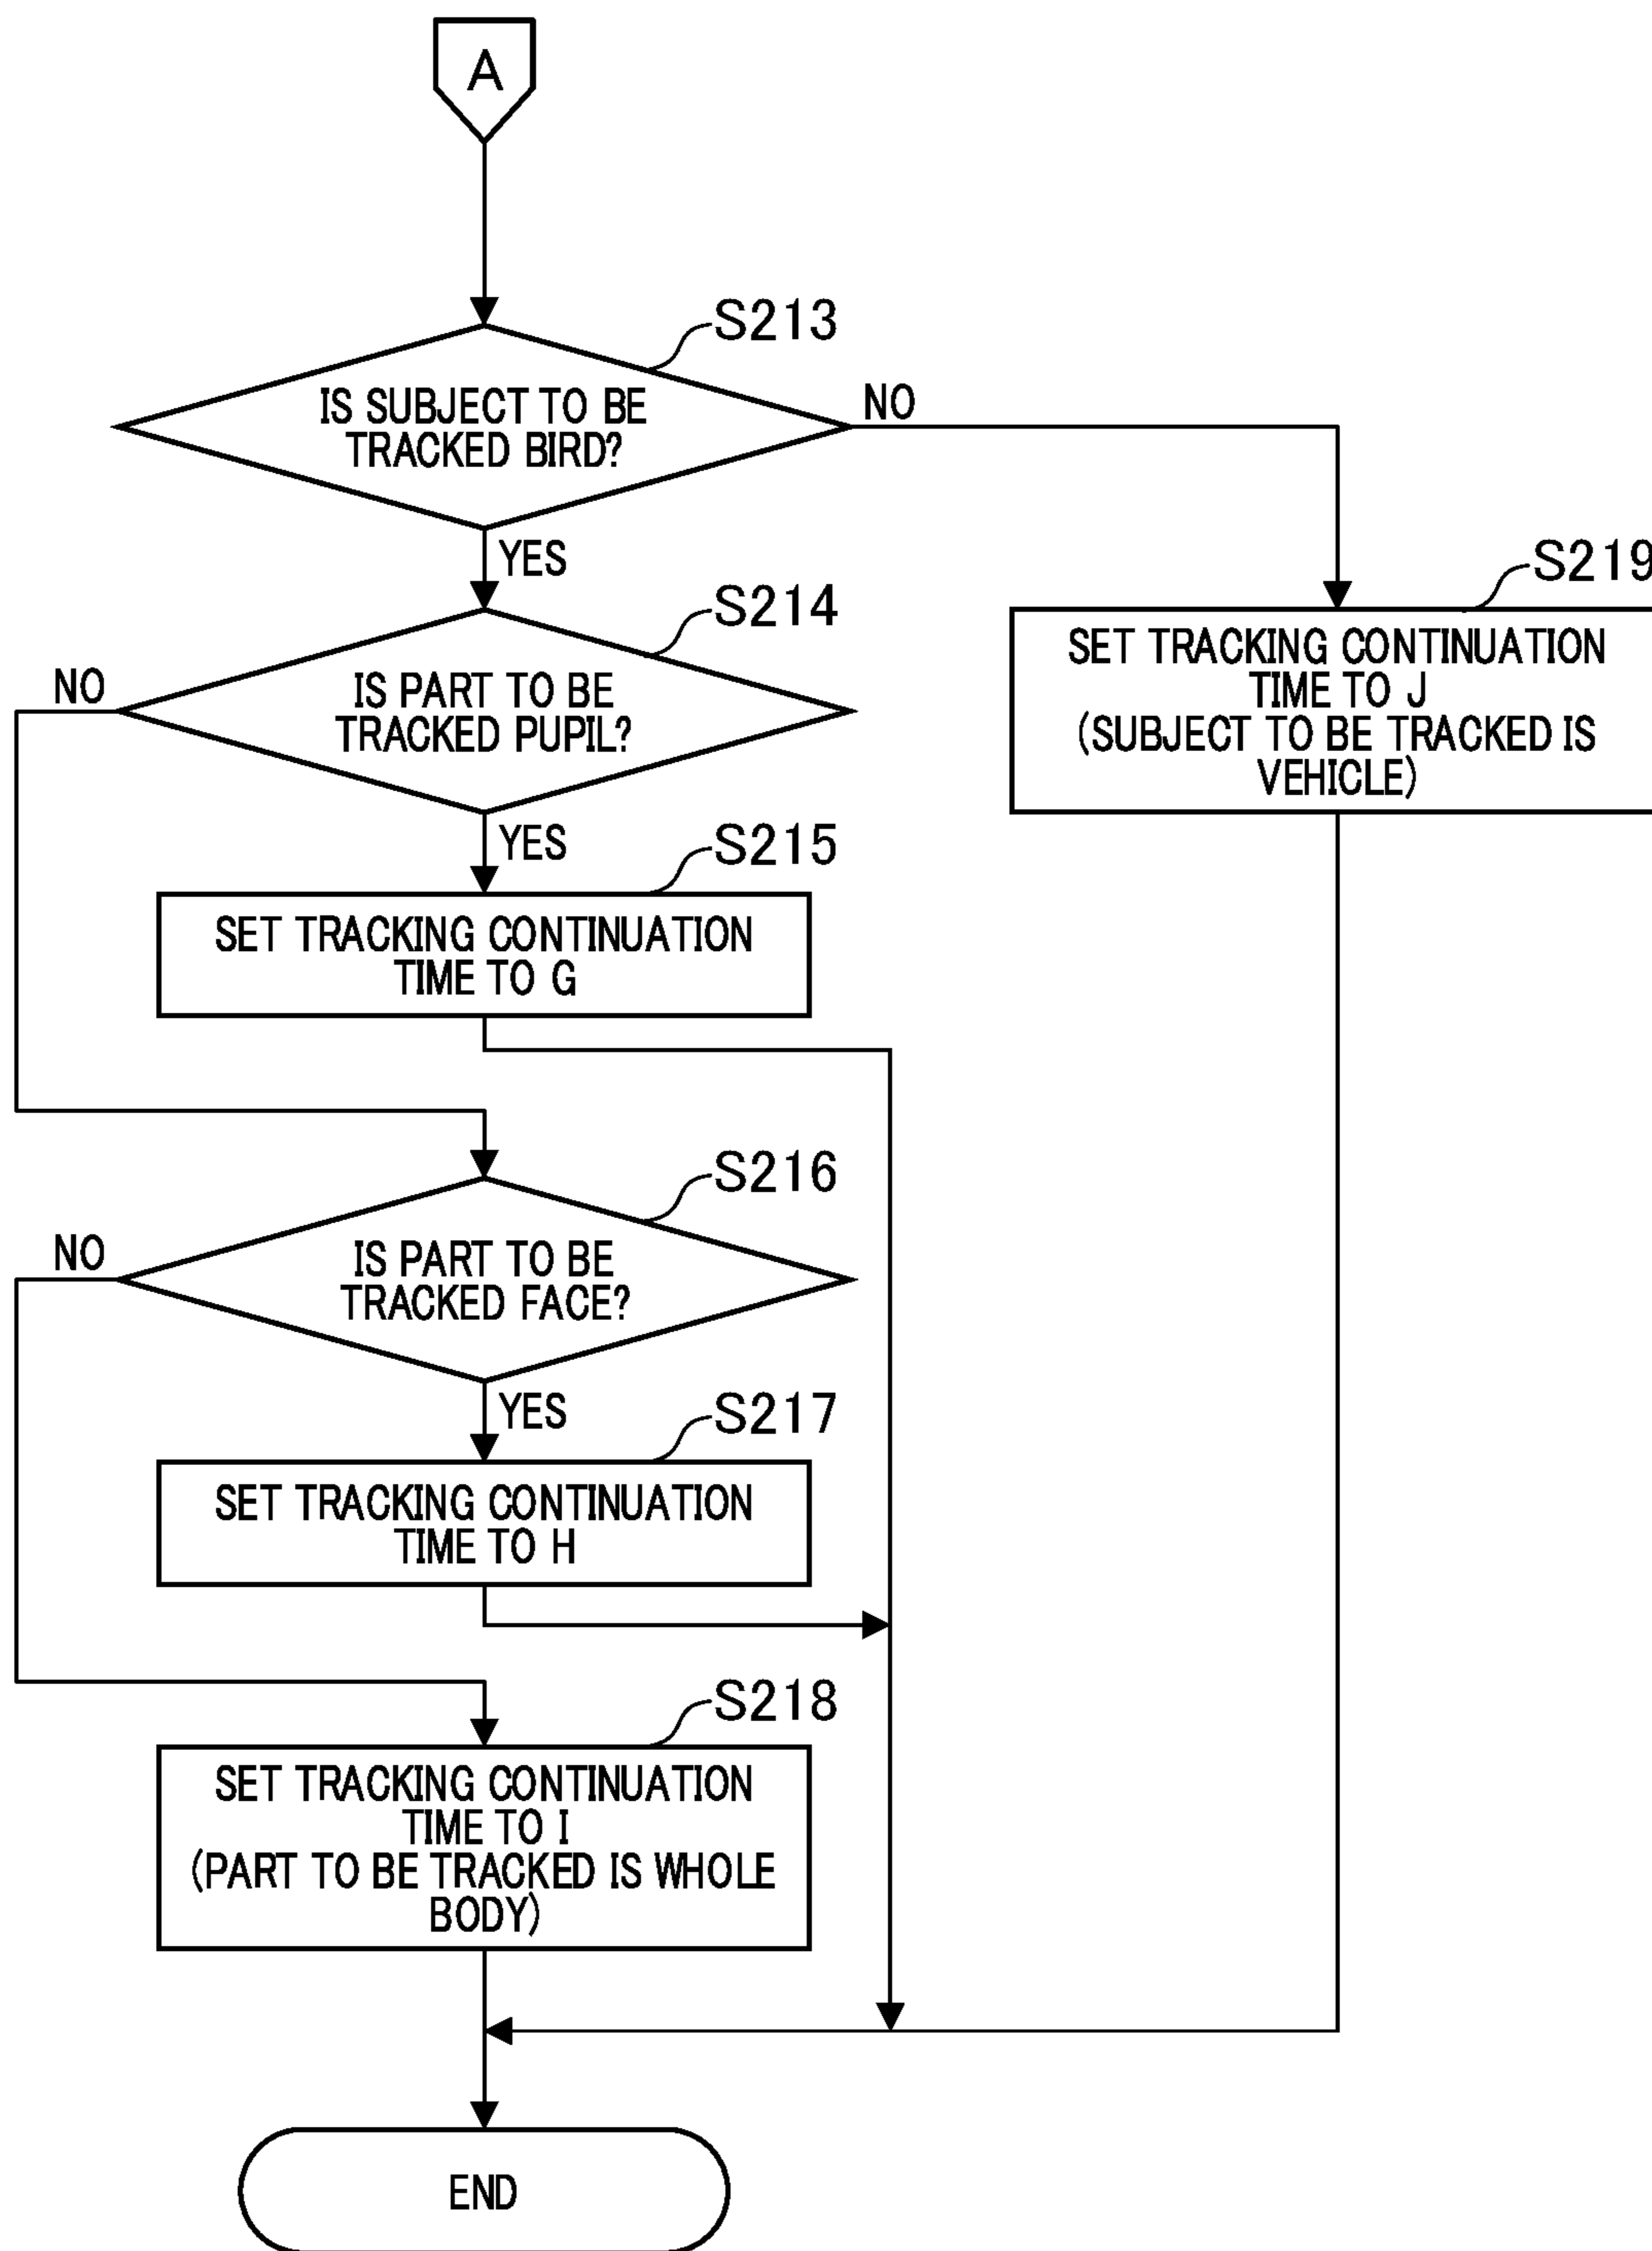 A
S213
IS SUBJECT TO BE
TRACKED BIRD?
NO
YES
S219
SET TRACKING CONTINUATION
TIME TO J
(SUBJECT TO BE TRACKED IS
VEHICLE)
S214
NO
IS PART TO BE
TRACKED PUPIL?
YES
S215
SET TRACKING CONTINUATION
TIME TO G
S216
NO
IS PART TO BE
TRACKED FACE?
YES
S217
SET TRACKING CONTINUATION
TIME TO H
S218
SET TRACKING CONTINUATION
TIME TO I
(PART TO BE TRACKED IS WHOLE
BODY)
END